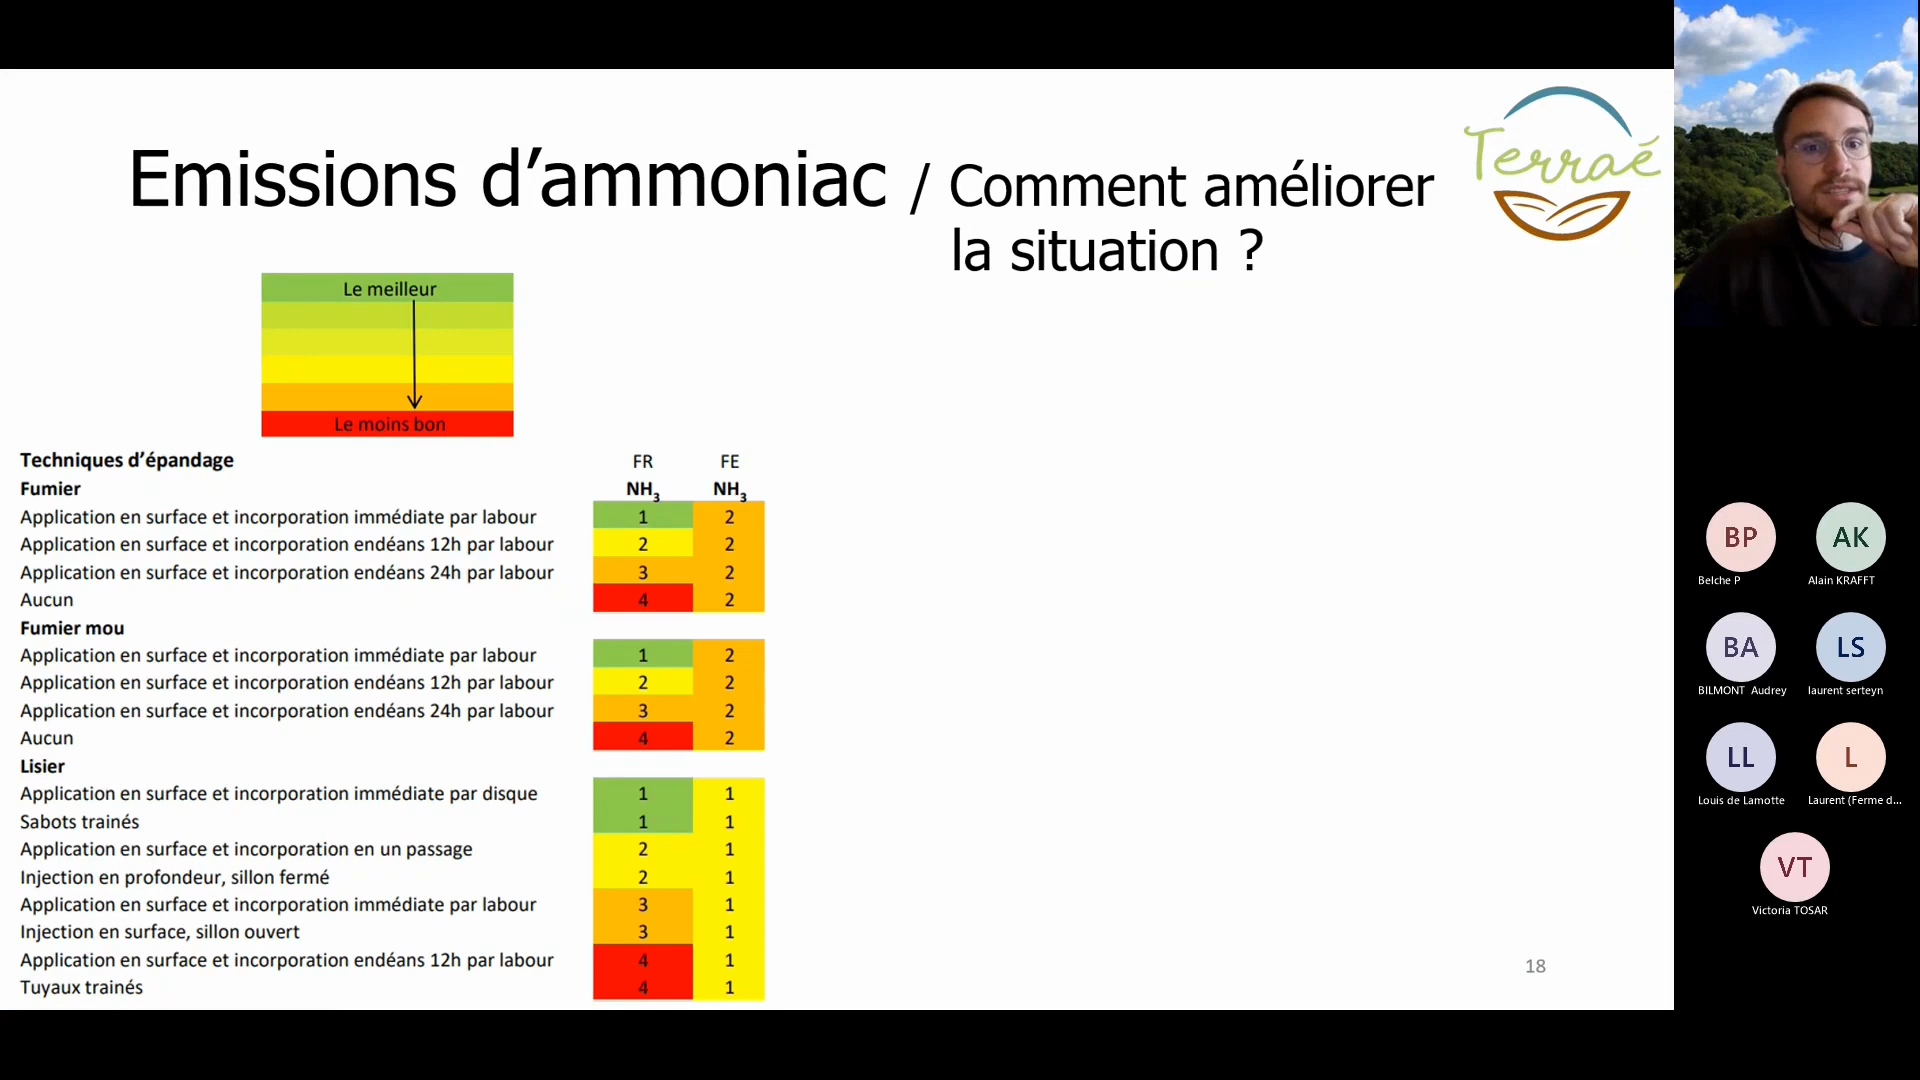 Emissions d’ammoniac / Comment améliorer
la situation ?
Terraé
Le meilleur
Le moins bon
Techniques d’épandage FR FE
Fumier NH3 NH3
Application en surface et incorporation immédiate par labour 1 2
Application en surface et incorporation endéans 12h par labour 2 2
Application en surface et incorporation endéans 24h par labour 3 2
Aucun 4 2
Fumier mou
Application en surface et incorporation immédiate par labour 1 2
Application en surface et incorporation endéans 12h par labour 2 2
Application en surface et incorporation endéans 24h par labour 3 2
Aucun 4 2
Lisier
Application en surface et incorporation immédiate par disque 1 1
Sabots trainés 1 1
Application en surface et incorporation en un passage 2 1
Injection en profondeur, sillon fermé 2 1
Application en surface et incorporation immédiate par labour 3 1
Injection en surface, sillon ouvert 3 1
Application en surface et incorporation endéans 12h par labour 4 1
Tuyaux trainés 4 1
18
BP AK
Belche P Alain KRAFFT
BA LS
BILMONT Audrey laurent serteyn
LL L
Louis de Lamotte Laurent (Ferme d...
VT
Victoria TOSAR